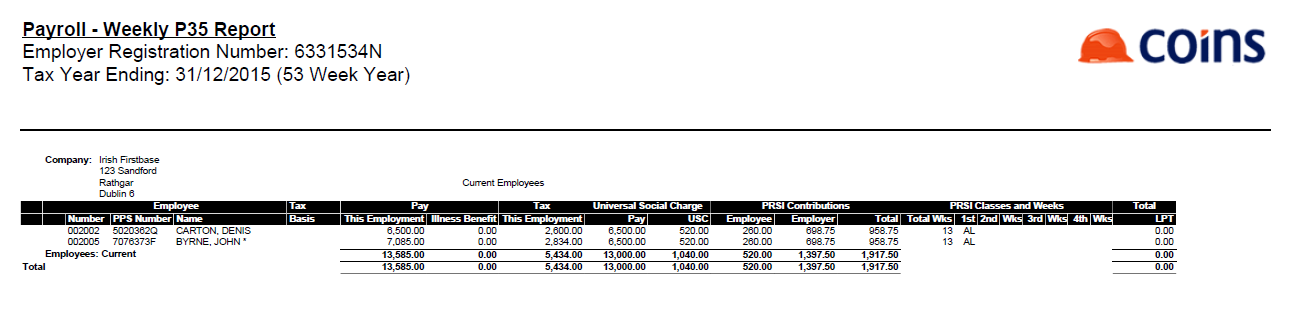 Payroll - Weekly P35 Report
Employer Registration Number: 6331534N
Tax Year Ending: 31/12/2015 (53 Week Year)
coins
Company: Irish Firstbase
123 Sandford
Rathgar
Dublin 6
Current Employees
Employee Tax Pay Tax Universal Social Charge PRSI Contributions PRSI Classes and Weeks Total
Number PPS Number Name Basis This Employment Illness Benefit This Employment Pay USC Employee Employer Total Total Wks 1st 2nd Wks 3rd Wks 4th Wks LPT
002002 5020362Q CARTON, DENIS 6,500.00 0.00 2,600.00 6,500.00 520.00 260.00 698.75 958.75 13 AL 0.00
002005 7076373F BYRNE, JOHN * 7,085.00 0.00 2,834.00 6,500.00 520.00 260.00 698.75 958.75 13 AL 0.00
Employees: Current 13,585.00 0.00 5,434.00 13,000.00 1,040.00 520.00 1,397.50 1,917.50 0.00
Total 13,585.00 0.00 5,434.00 13,000.00 1,040.00 520.00 1,397.50 1,917.50 0.00